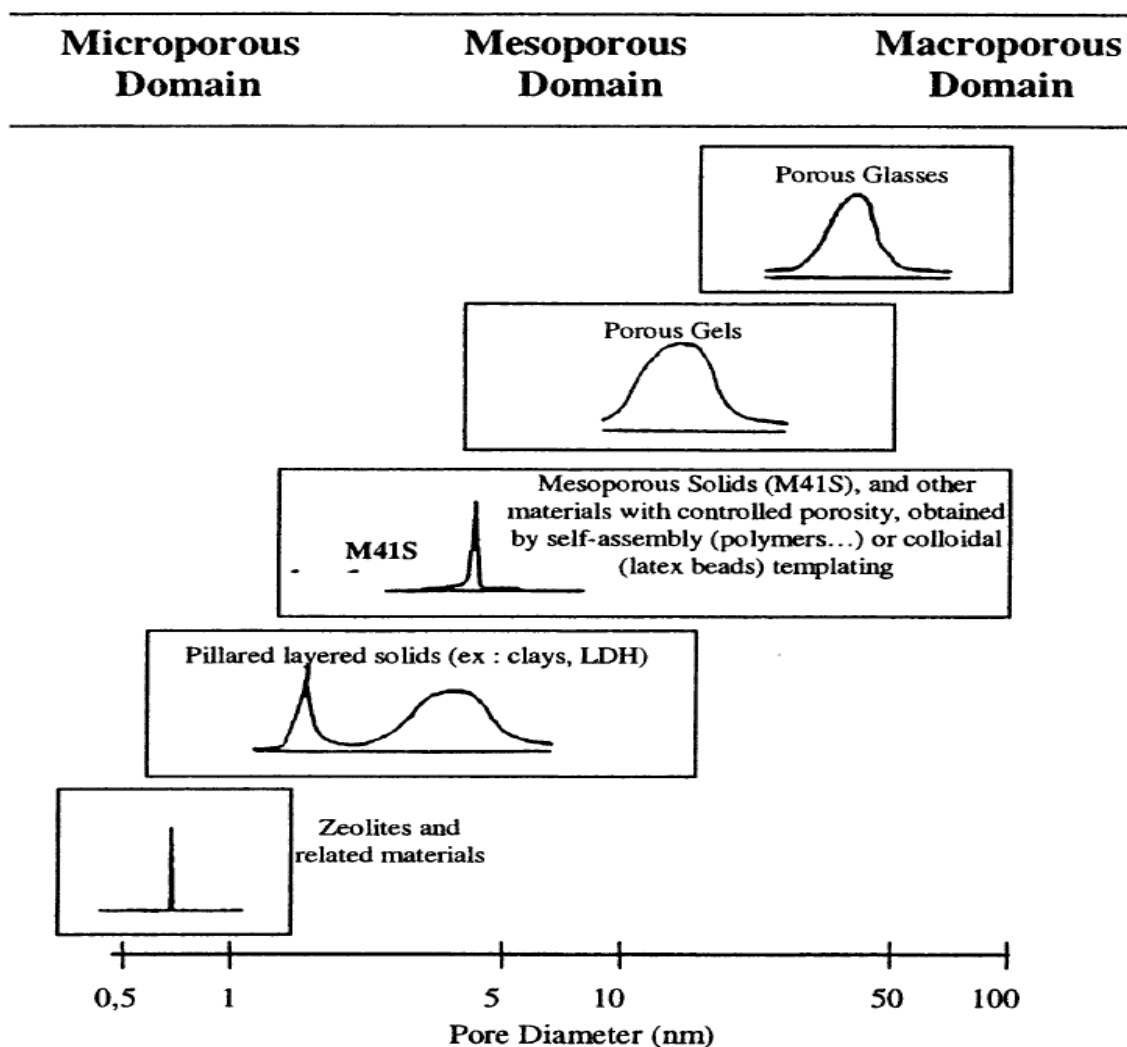 Microporous Mesoporous Macroporous
Domain Domain Domain
Porous Glasses
Porous Gels
Mesoporous Solids (M41S), and other
materials with controlled porosity, obtained
by self-assembly (polymers...) or colloidal
(latex beads) templating
M41S
Pillared layered solids (ex : clays, LDH)
Zeolites and
related materials
0,5 1 5 10 50 100
Pore Diameter (nm)